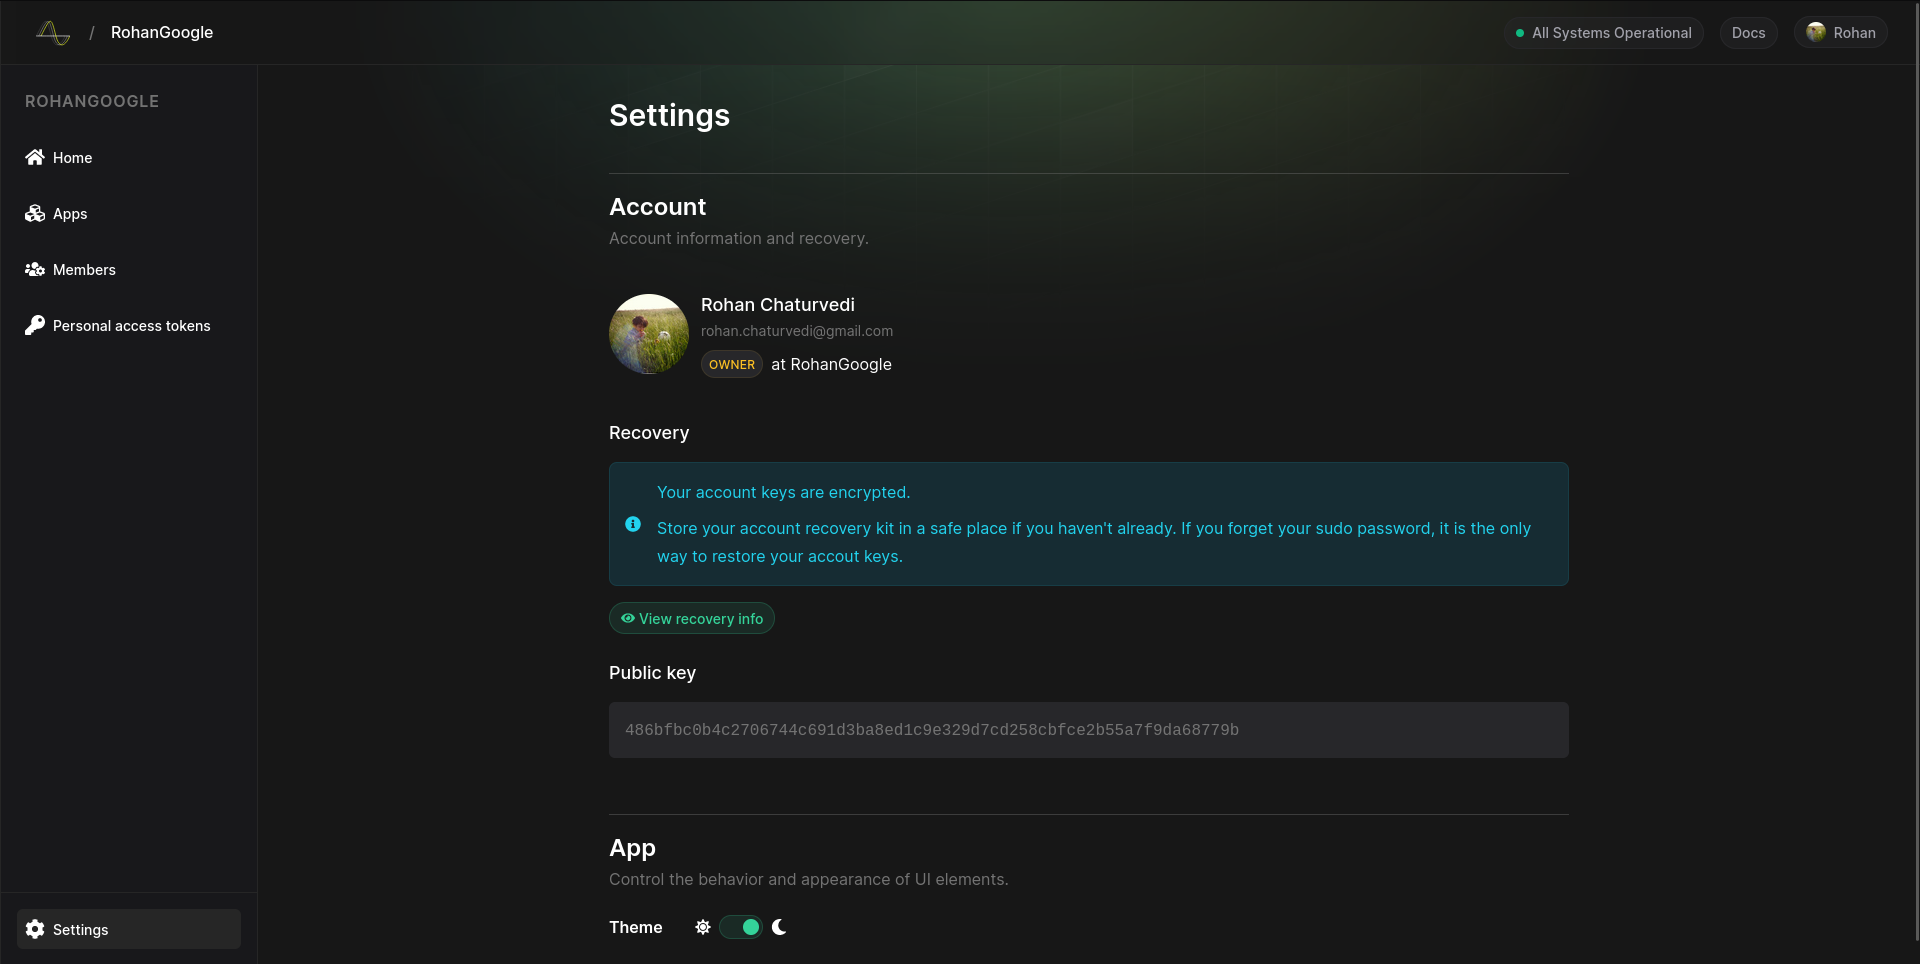 / RohanGoogle
All Systems Operational
Docs
Rohan
ROHANGOOGLE
Home
Apps
Members
Personal access tokens
Settings
Settings
Account
Account information and recovery.
Rohan Chaturvedi
rohan.chaturvedi@gmail.com
OWNER at RohanGoogle
Recovery
Your account keys are encrypted.
Store your account recovery kit in a safe place if you haven't already. If you forget your sudo password, it is the only
way to restore your accout keys.
View recovery info
Public key
486bfbc0b4c2706744c691d3ba8ed1c9e329d7cd258cbfce2b55a7f9da68779b
App
Control the behavior and appearance of UI elements.
Theme